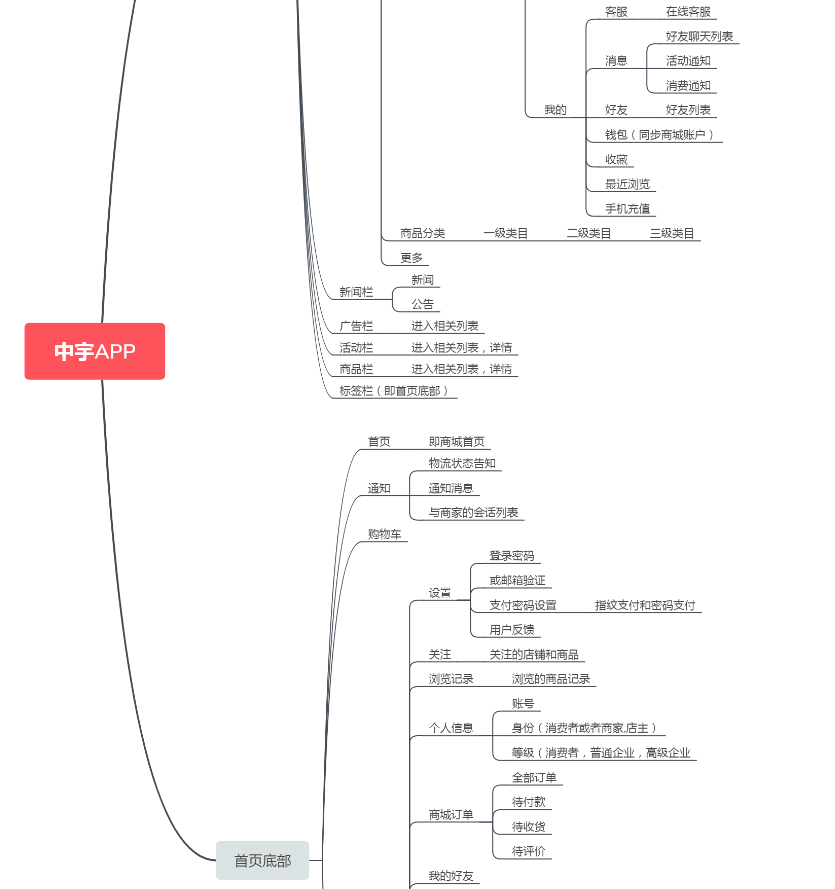 客服 在线客服
好友聊天列表
消息 活动通知
消费通知
我的 好友 好友列表
钱包（同步商城账户）
收藏
最近浏览
手机充值
商品分类 一级类目 二级类目 三级类目
更多
新闻
新闻栏
公告
广告栏 进入相关列表
中宇APP
活动栏 进入相关列表，详情
商品栏 进入相关列表，详情
标签栏（即首页底部）
首页 即商城首页
物流状态告知
通知 通知消息
与商家的会话列表
购物车
登录密码
或邮箱验证
设置
支付密码设置 指纹支付和密码支付
用户反馈
关注 关注的店铺和商品
浏览记录 浏览的商品记录
账号
个人信息 身份（消费者或者商家,店主）
等级（消费者，普通企业，高级企业
全部订单
待付款
商城订单
待收货
待评价
首页底部
我的好友